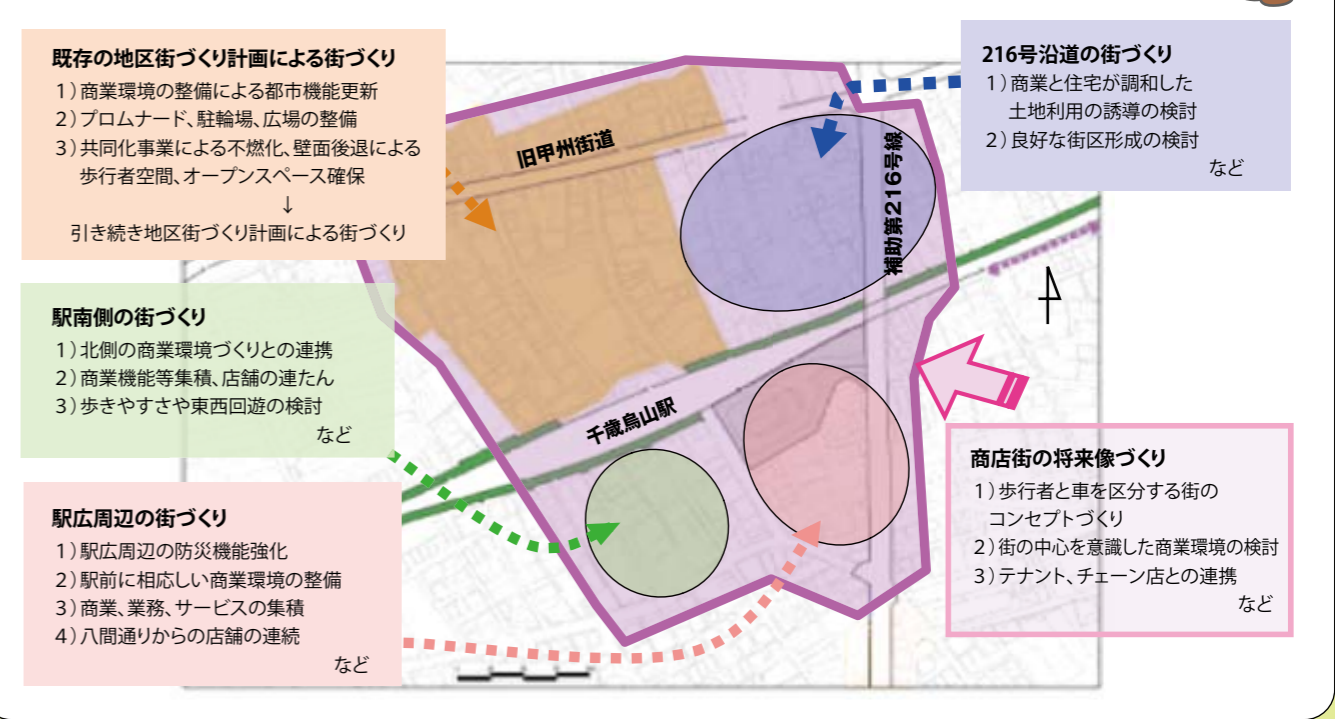 既存の地区街づくり計画による街づくり
1）商業環境の整備による都市機能更新
2）プロムナード、駐輪場、広場の整備
3）共同化事業による不燃化、壁面後退による
歩行者空間、オープンスペース確保
↓
引き続き地区街づくり計画による街づくり
216号沿道の街づくり
1）商業と住宅が調和した
土地利用の誘導の検討
2）良好な街区形成の検討
など
旧甲州街道
補助第216号線
千歳烏山駅
駅南側の街づくり
1）北側の商業環境づくりとの連携
2）商業機能等集積、店舗の連たん
3）歩きやすさや東西回遊の検討
など
駅広周辺の街づくり
1）駅広周辺の防災機能強化
2）駅前に相応しい商業環境の整備
3）商業、業務、サービスの集積
4）八間通りからの店舗の連続
など
商店街の将来像づくり
1）歩行者と車を区分する街の
コンセプトづくり
2）街の中心を意識した商業環境の検討
3）テナント、チェーン店との連携
など